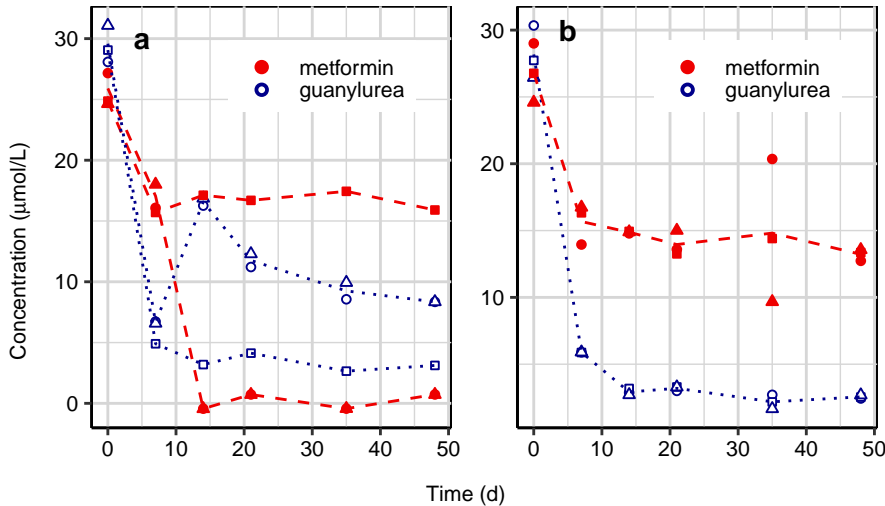 a
metformin
guanylurea
b
metformin
guanylurea
Concentration (μmol/L)
30
20
10
0
30
20
10
0 10 20 30 40 50
0 10 20 30 40 50
Time (d)